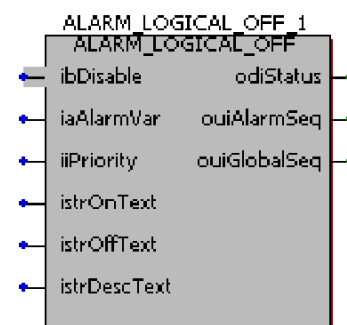 ALARM_LOGICAL_OFF_1
ALARM_LOGICAL_OFF
ibDisable odiStatus
iaAlarmVar ouiAlarmSeq
iiPriority ouiGlobalSeq
istrOnText
istrOffText
istrDescText